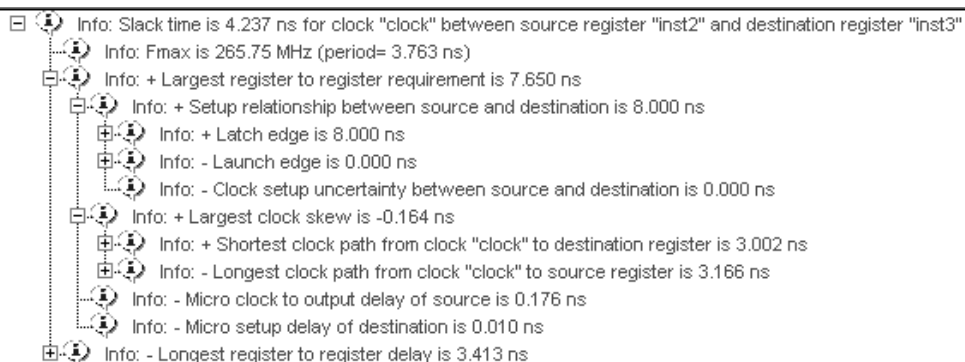 Info: Slack time is 4.237 ns for clock "clock" between source register "inst2" and destination register "inst3"
Info: Fmax is 265.75 MHz (period= 3.763 ns)
Info: + Largest register to register requirement is 7.650 ns
Info: + Setup relationship between source and destination is 8.000 ns
Info: + Latch edge is 8.000 ns
Info: - Launch edge is 0.000 ns
Info: - Clock setup uncertainty between source and destination is 0.000 ns
Info: + Largest clock skew is -0.164 ns
Info: + Shortest clock path from clock "clock" to destination register is 3.002 ns
Info: - Longest clock path from clock "clock" to source register is 3.166 ns
Info: - Micro clock to output delay of source is 0.176 ns
Info: - Micro setup delay of destination is 0.010 ns
Info: - Longest register to register delay is 3.413 ns